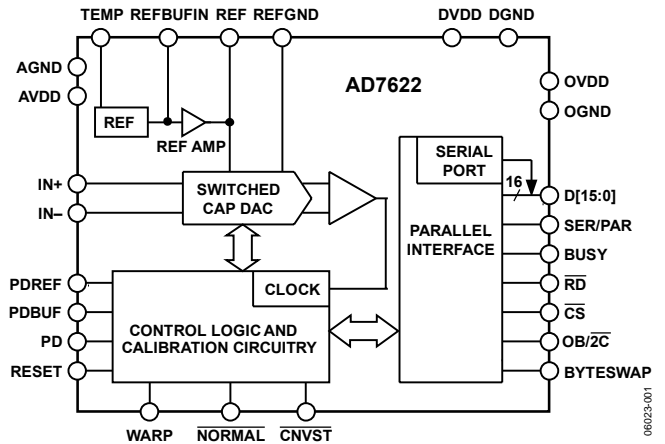 TEMP REFBUFIN REF REFGND DVDD DGND
AGND
AVDD
AD7622
OVDD
OGND
REF
REF AMP
SERIAL
PORT
16
IN+
IN–
SWITCHED
CAP DAC
D[15:0]
SER/PAR
PARALLEL
INTERFACE
BUSY
PDREF
PDBUF
PD
RESET
CLOCK
CONTROL LOGIC AND
CALIBRATION CIRCUITRY
RD
CS
OB/2C
BYTESWAP
WARP NORMAL CNVST
06023-001